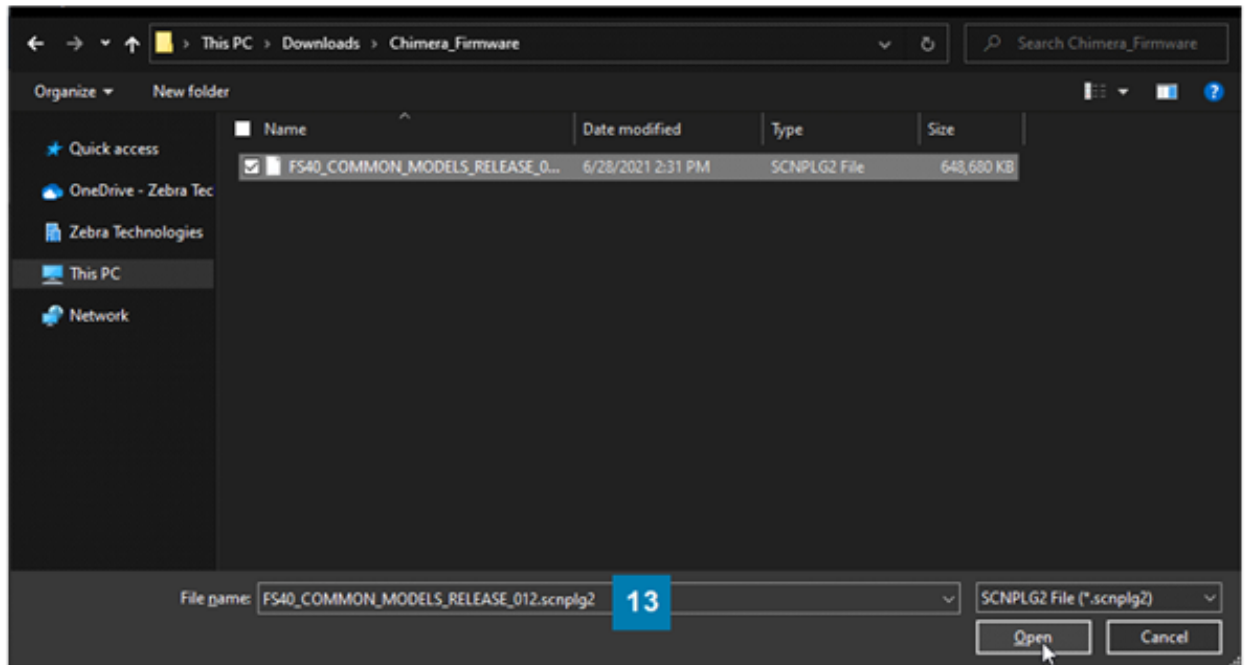 This PC > Downloads > Chimera_Firmware
Search Chimera_Firmware
Organize
New folder
Name Date modified Type Size
Quick access
FS40_COMMON_MODELS_RELEASE_0... 6/28/2021 2:31 PM SCNPLG2 File 648,680 KB
OneDrive - Zebra Tec
Zebra Technologies
This PC
Network
File name: FS40_COMMON_MODELS_RELEASE_012.scnplg2
13
SCNPLG2 File (*.scnplg2)
Open Cancel